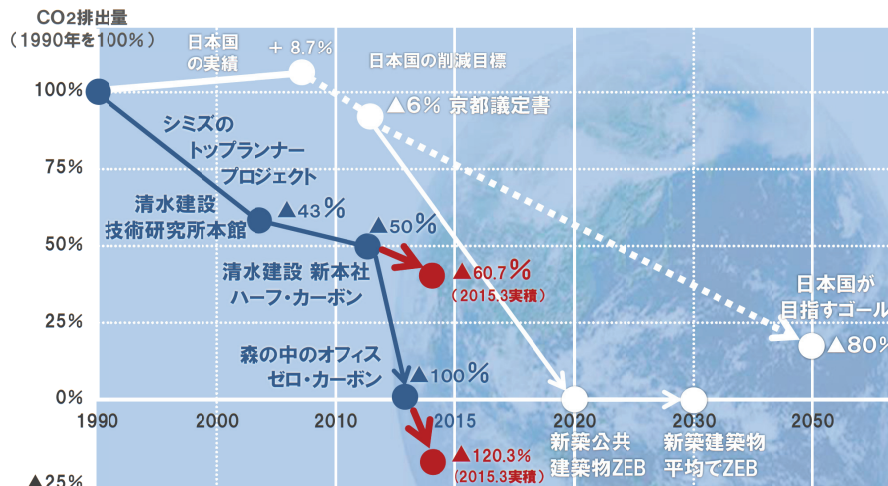 CO2排出量
（1990年を100%）
日本国
の実績
+ 8.7%
日本国の削減目標
100%
▲6% 京都議定書
シミズの
トップランナー
プロジェクト
75%
清水建設
技術研究所本館
▲43%
▲50%
50%
清水建設 新本社
ハーフ・カーボン
▲60.7%
（2015.3実積）
日本国が
目指すゴール
25%
▲80%
森の中のオフィス
ゼロ・カーボン
▲100%
0%
1990
2000
2010
2015
2020
2030
2050
新築公共
建築物ZEB
新築建築物
平均でZEB
▲120.3%
(2015.3実積)
▲25%